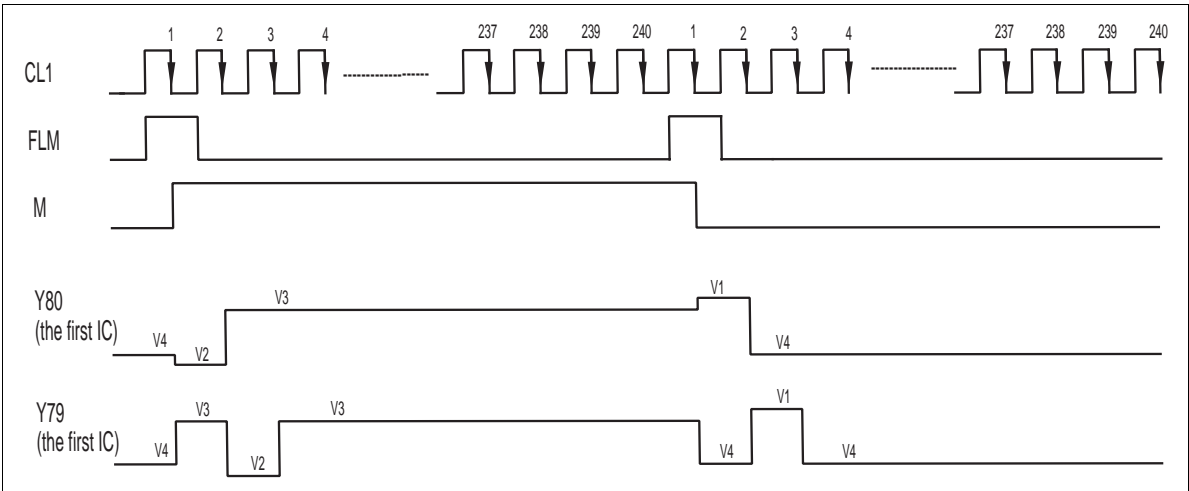 1 2 3 4 237 238 239 240 1 2 3 4 237 238 239 240
CL1
FLM
M
Y80
(the first IC)
V4 V2 V3 V1 V4
Y79
(the first IC)
V4 V3 V2 V3 V4 V1 V4